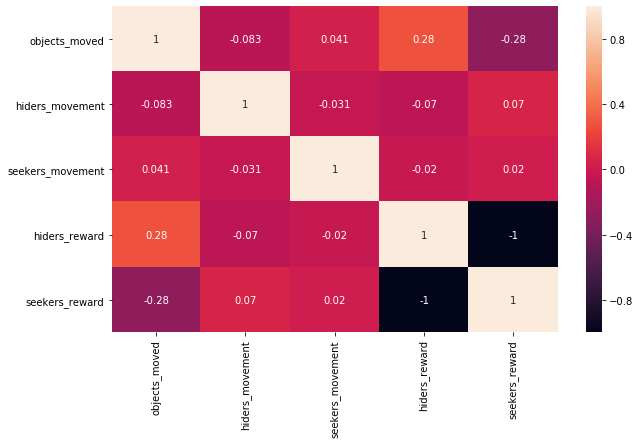 objects_moved 1 -0.083 0.041 0.28 -0.28
hiders_movement -0.083 1 -0.031 -0.07 0.07
seekers_movement 0.041 -0.031 1 -0.02 0.02
hiders_reward 0.28 -0.07 -0.02 1 -1
seekers_reward -0.28 0.07 0.02 -1 1
objects_moved
hiders_movement
seekers_movement
hiders_reward
seekers_reward
0.8
0.4
0.0
-0.4
-0.8